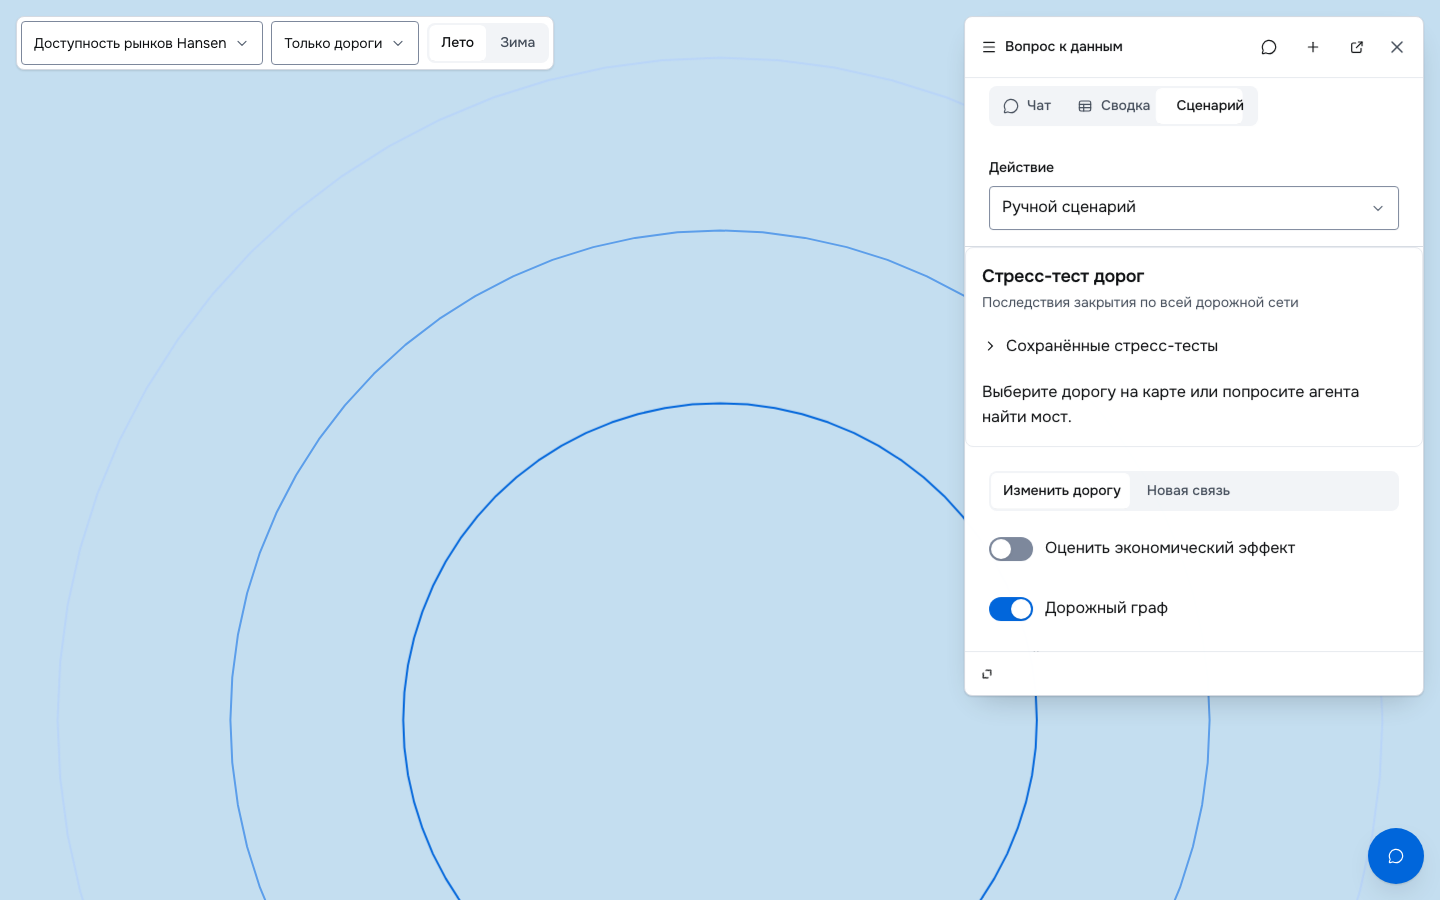 Доступность рынков Hansen
Только дороги
Лето
Зима
Вопрос к данным
Чат
Сводка
Сценарий
Действие
Ручной сценарий
Стресс-тест дорог
Последствия закрытия по всей дорожной сети
Сохранённые стресс-тесты
Выберите дорогу на карте или попросите агента
найти мост.
Изменить дорогу
Новая связь
Оценить экономический эффект
Дорожный граф